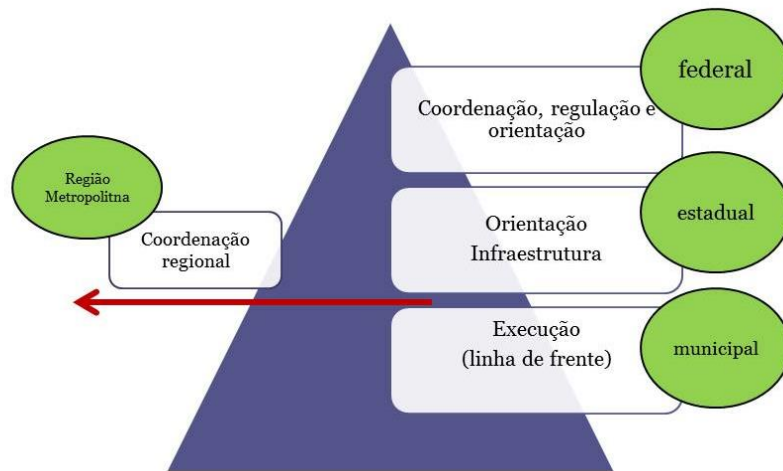 federal
Coordenação, regulação e
orientação
Região
Metropolitna
Coordenação
regional
estadual
Orientação
Infraestrutura
municipal
Execução
(linha de frente)